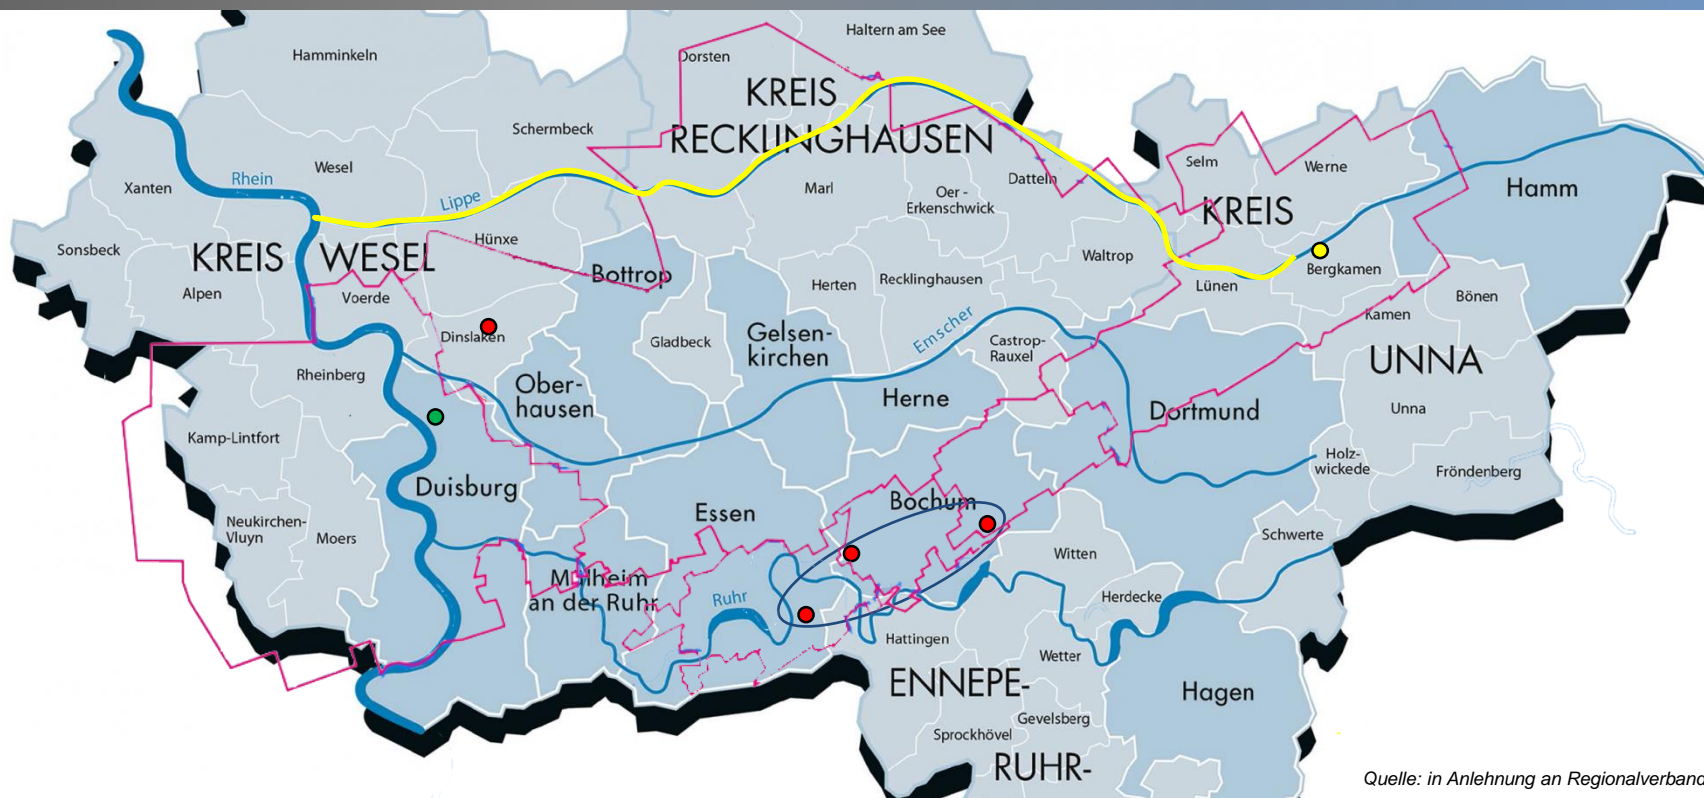 Haltern am See
Hamminkeln
Dorsten
KREIS
RECKLINGHAUSEN
Schermbeck
Wesel
Rhein
Xanten
Lippe
Marl
Oer-
Erkenschwick
Datteln
Selm
Werne
Hamm
KREIS
Sonsbeck
KREIS WESEL
Hünxe
Bottrop
Waltrop
Bergkamen
Alpen
Voerde
Herten
Recklinghausen
Lünen
Bönen
Kamen
Dinslaken
Gladbeck
Gelsen-
kirchen
Emscher
Castrop-
Rauxel
UNNA
Rheinberg
Ober-
hausen
Herne
Dortmund
Unna
Kamp-Lintfort
Holz-
wickede
Fröndenberg
Duisburg
Bochum
Essen
Neukirchen-
Vluyn
Moers
Schwerte
Witten
Mülheim
an der Ruhr
Ruhr
Herdecke
Hattingen
Wetter
ENNEPE-
Hagen
Gevelsberg
Sprockhövel
RUHR-
Quelle: in Anlehnung an Regionalverband